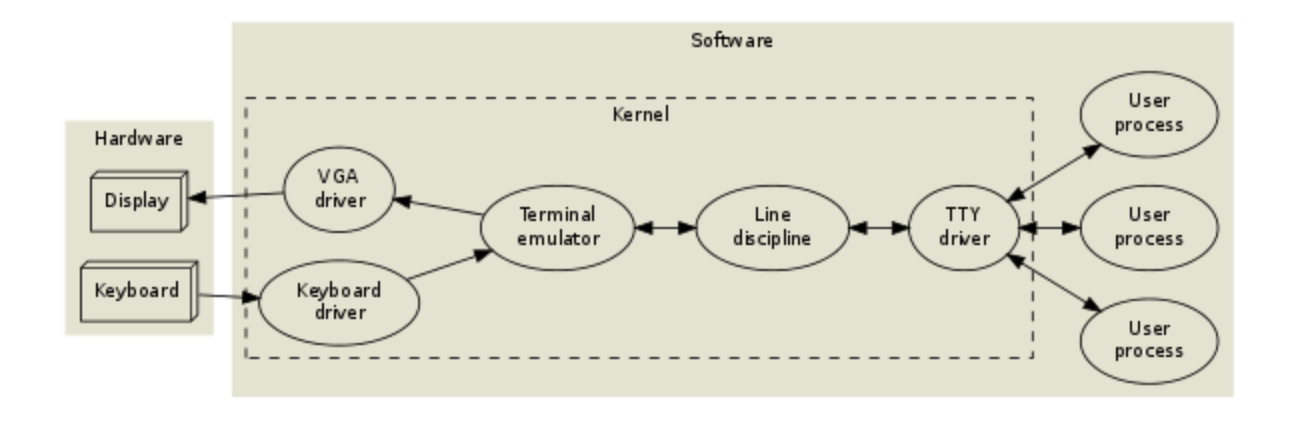 Software
Kernel
Hardware
Display
Keyboard
VGA
driver
Keyboard
driver
Terminal
emulator
Line
discipline
TTY
driver
User
process
User
process
User
process